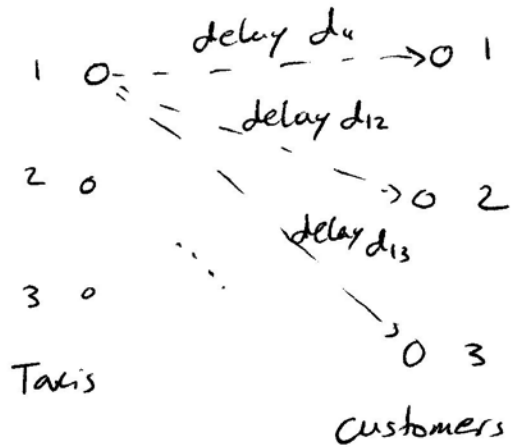 delay d11
1 1
delay d12
2 2
delay d13
3
3
Taxis
Customers